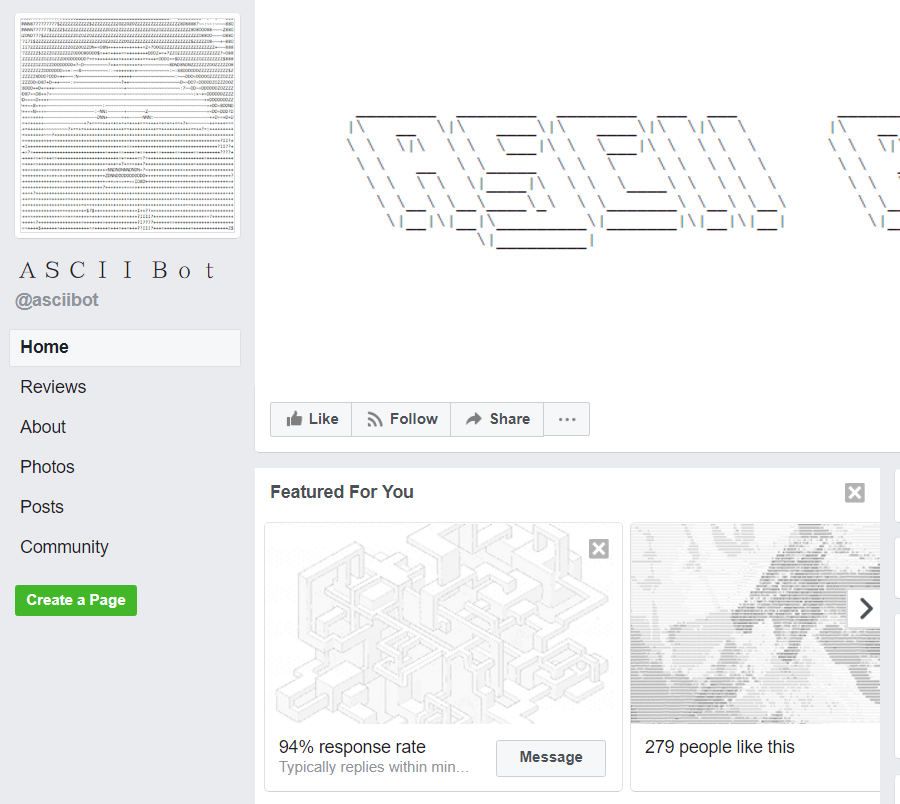 ＡＳＣＩＩ Ｂｏｔ
@asciibot
Home
Reviews
About
Photos
Posts
Community
Create a Page
ASCII
Like
Follow
Share
Featured For You
94% response rate
Typically replies within min...
Message
279 people like this